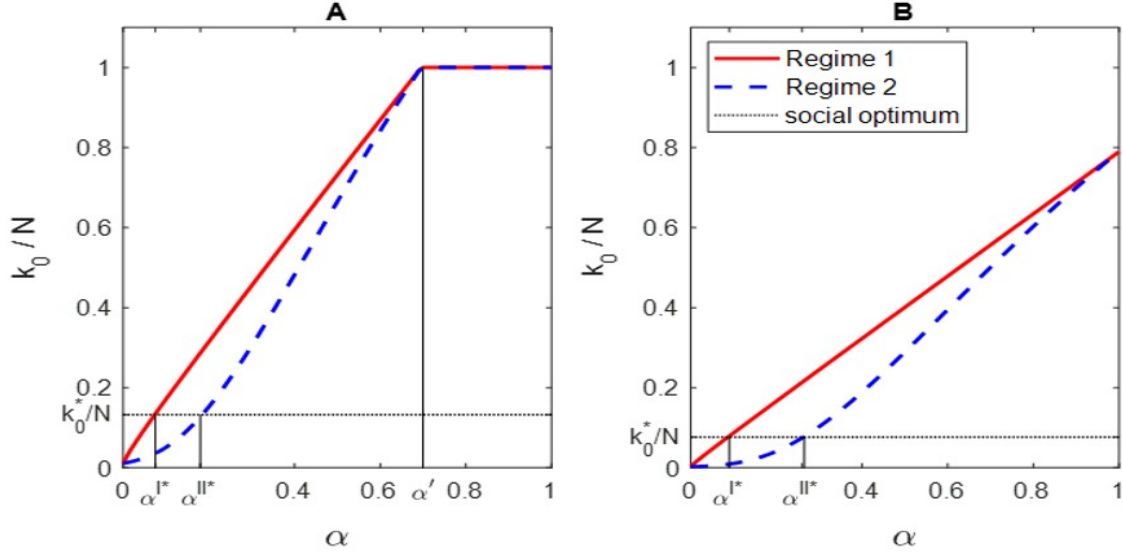 A
1
0.8
0.6
0.4
0.2
k₀*/N
0
k₀ / N
0 αᴵ* αᴵᴵ* 0.4 0.6 α′ 0.8 1
α
B
Regime 1
Regime 2
social optimum
1
0.8
0.6
0.4
0.2
k₀*/N
0
k₀ / N
0 αᴵ* αᴵᴵ* 0.4 0.6 0.8 1
α